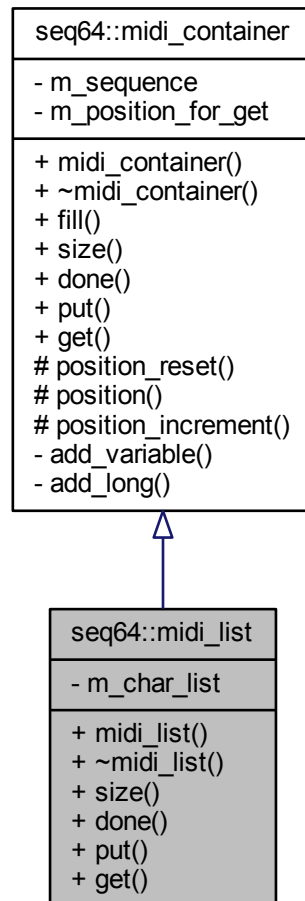 seq64::midi_container
- m_sequence
- m_position_for_get
+ midi_container()
+ ~midi_container()
+ fill()
+ size()
+ done()
+ put()
+ get()
# position_reset()
# position()
# position_increment()
- add_variable()
- add_long()
seq64::midi_list
- m_char_list
+ midi_list()
+ ~midi_list()
+ size()
+ done()
+ put()
+ get()